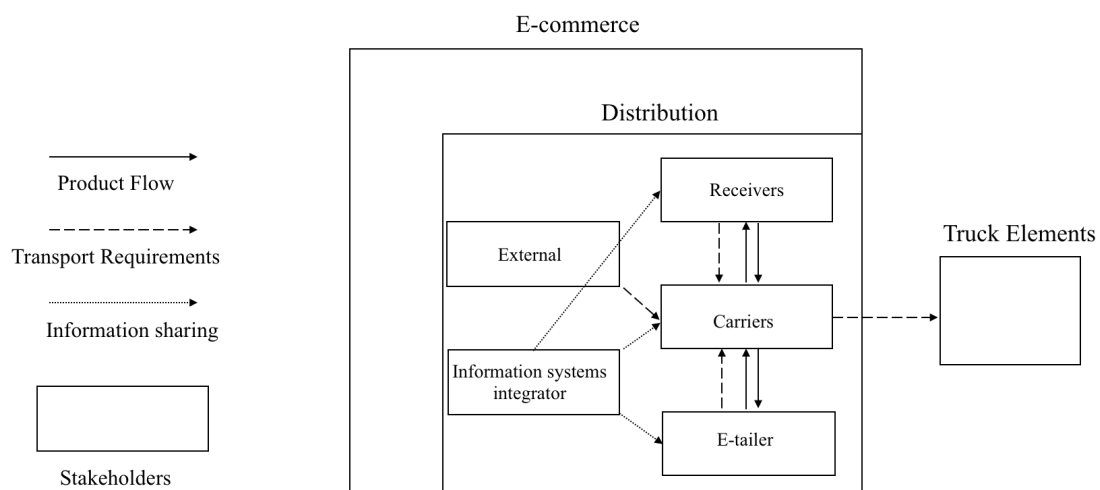 E-commerce
Distribution
Product Flow
Transport Requirements
Information sharing
Stakeholders
Receivers
External
Carriers
Information systems
integrator
E-tailer
Truck Elements